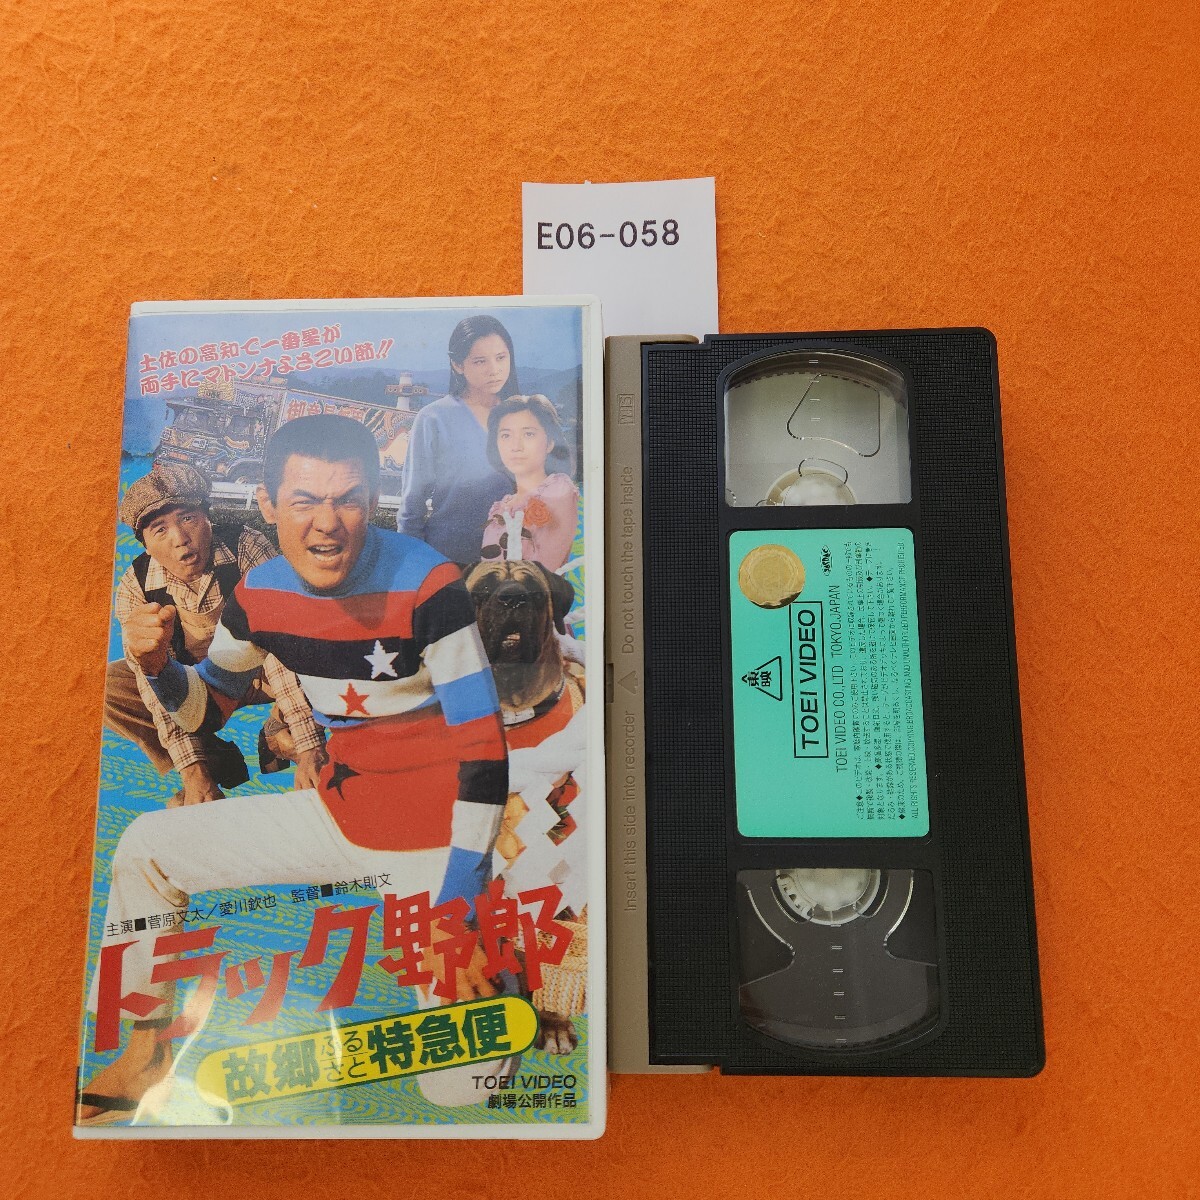 E06-058
土佐の高知で一番星が
両手にマドンナよさこい節!!
主演■菅原文太／愛川欽也 監督■鈴木則文
トラック野郎
故郷ふるさと特急便
TOEI VIDEO
劇場公開作品
Do not touch the tape inside
Insert this side into recorder
東映
TOEI VIDEO
TOEI VIDEO CO.,LTD TOKYO,JAPAN